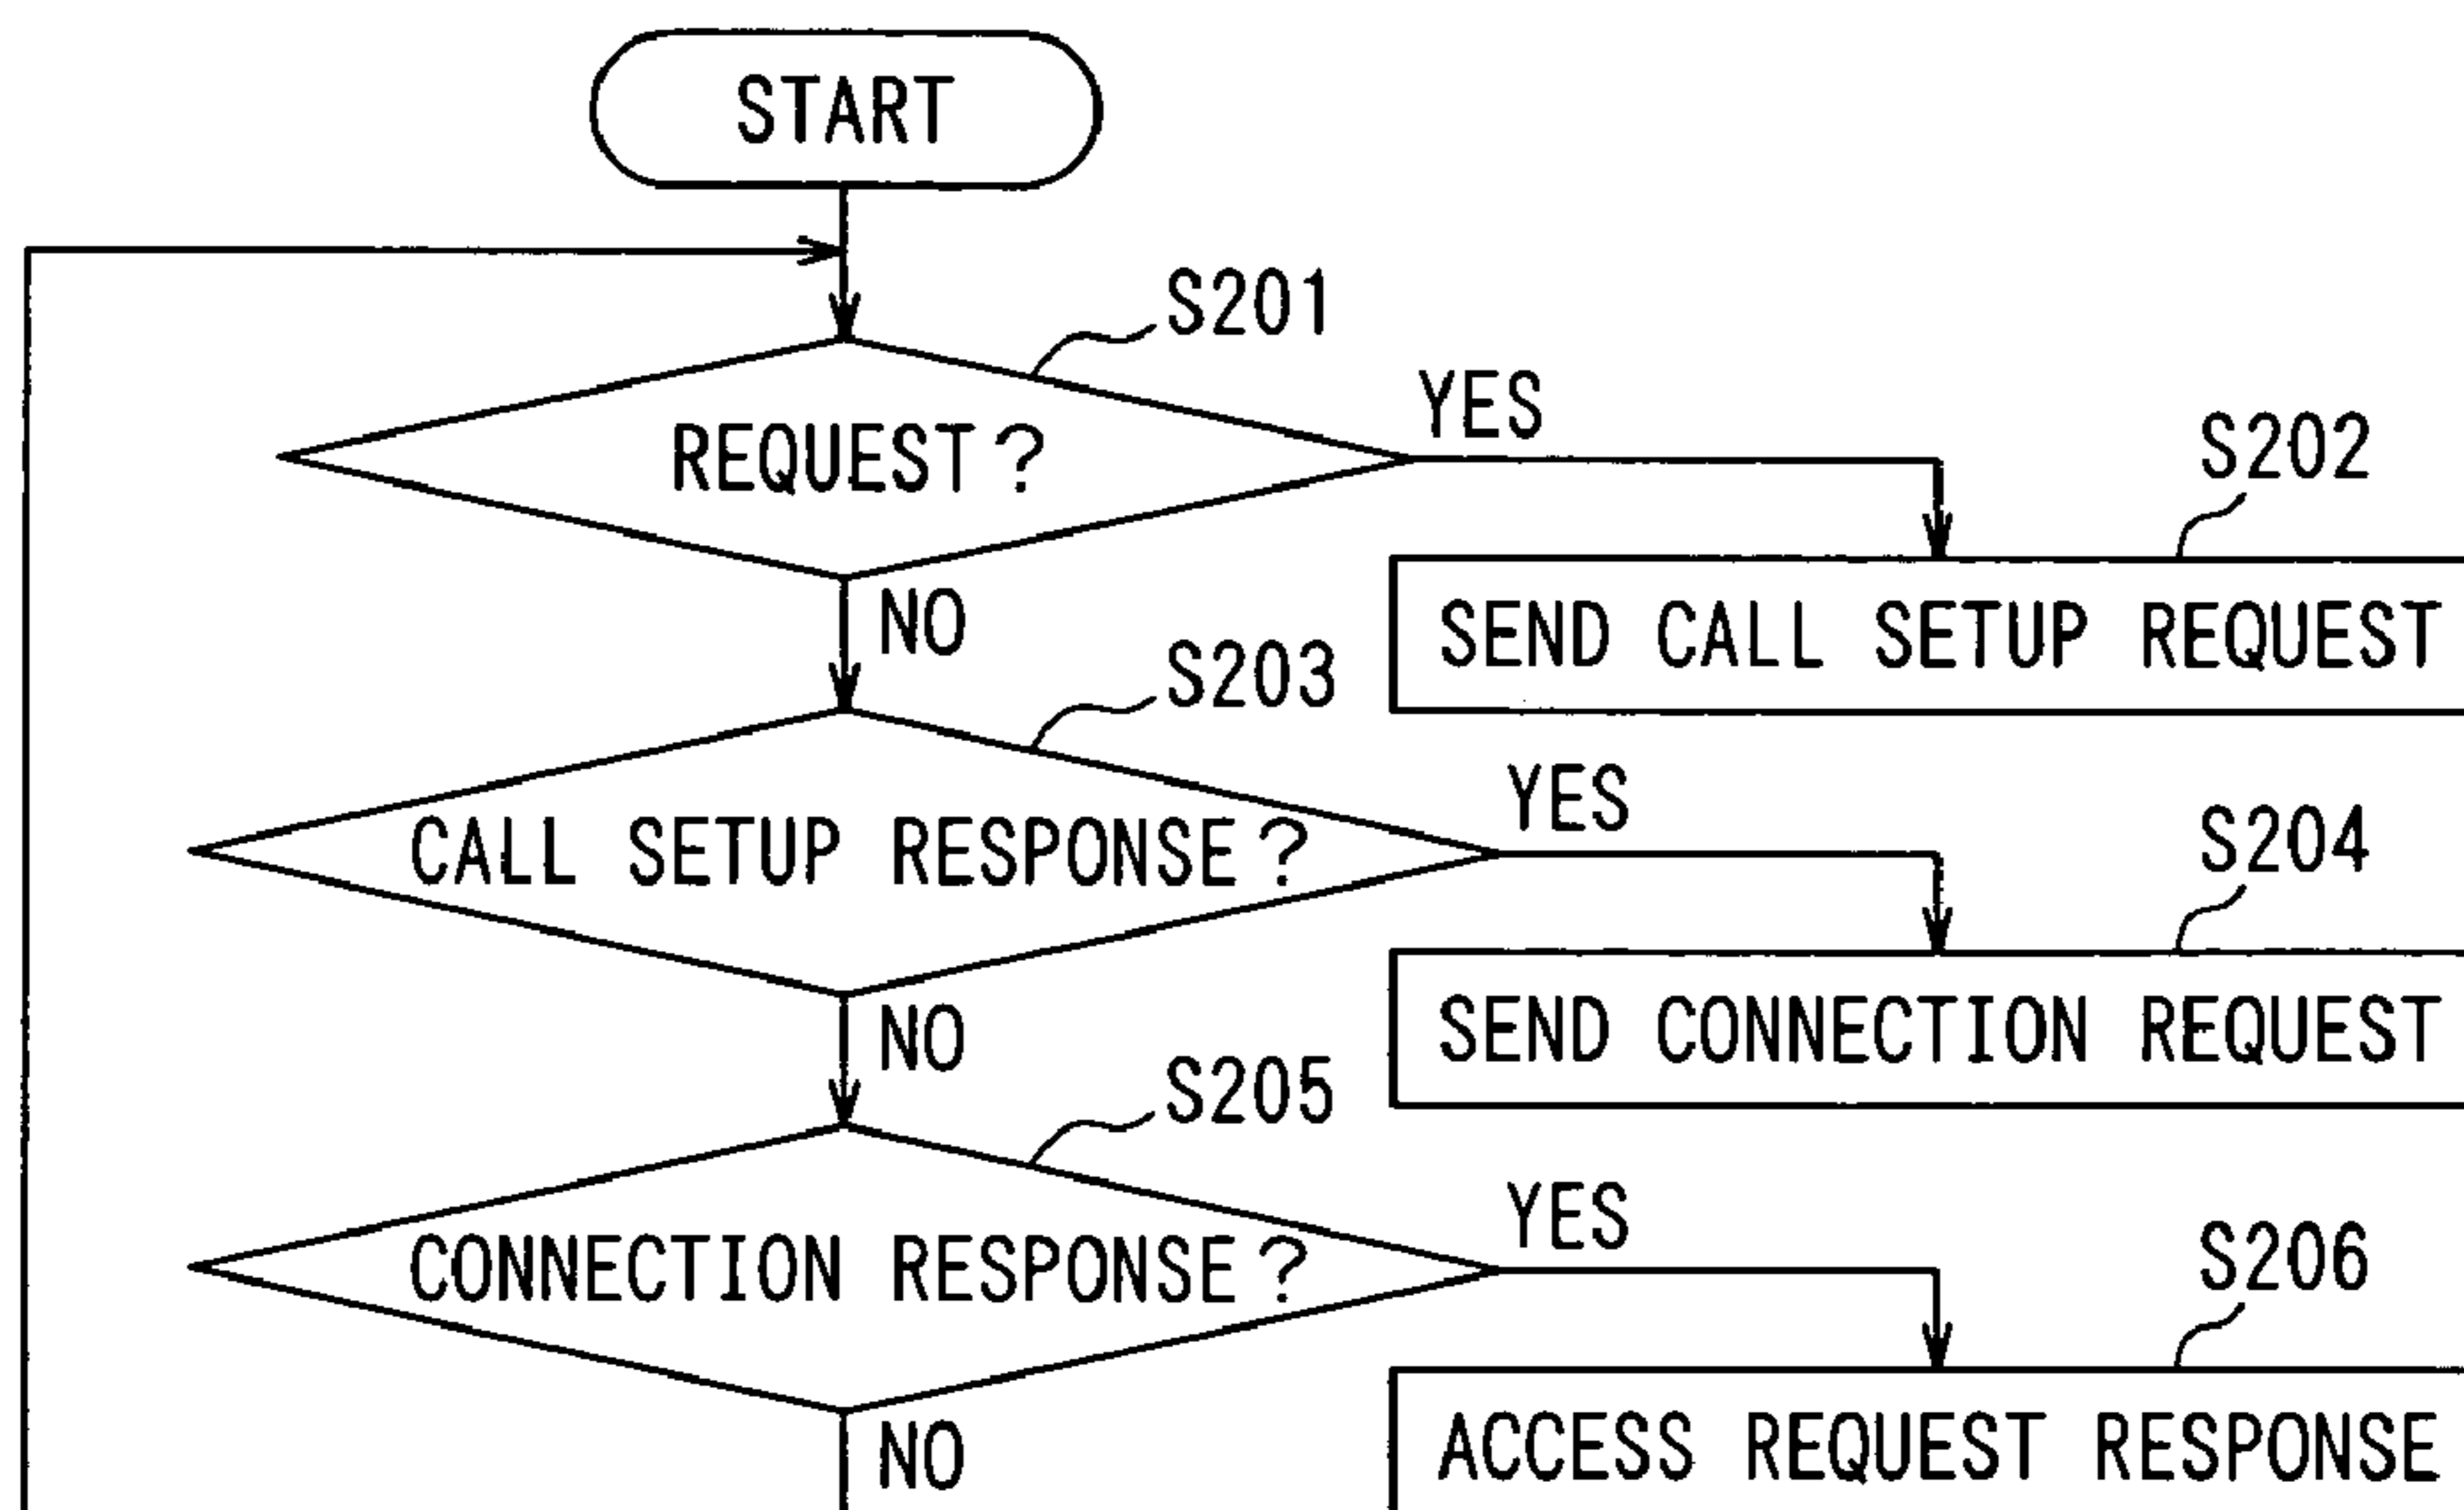 START
S201
YES
REQUEST?
S202
NO
SEND CALL SETUP REQUEST
S203
YES
CALL SETUP RESPONSE?
S204
NO
SEND CONNECTION REQUEST
S205
YES
CONNECTION RESPONSE?
S206
NO
ACCESS REQUEST RESPONSE